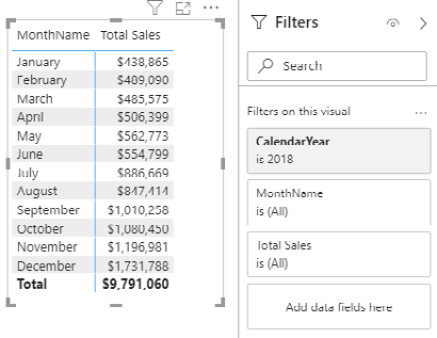 MonthName Total Sales
January $438,865
February $489,090
March $485,575
April $506,399
May $562,773
June $554,799
July $886,669
August $847,414
September $1,010,258
October $1,080,450
November $1,196,981
December $1,731,788
Total $9,791,060
Filters
Search
Filters on this visual
CalendarYear
is 2018
MonthName
is (All)
Total Sales
is (All)
Add data fields here